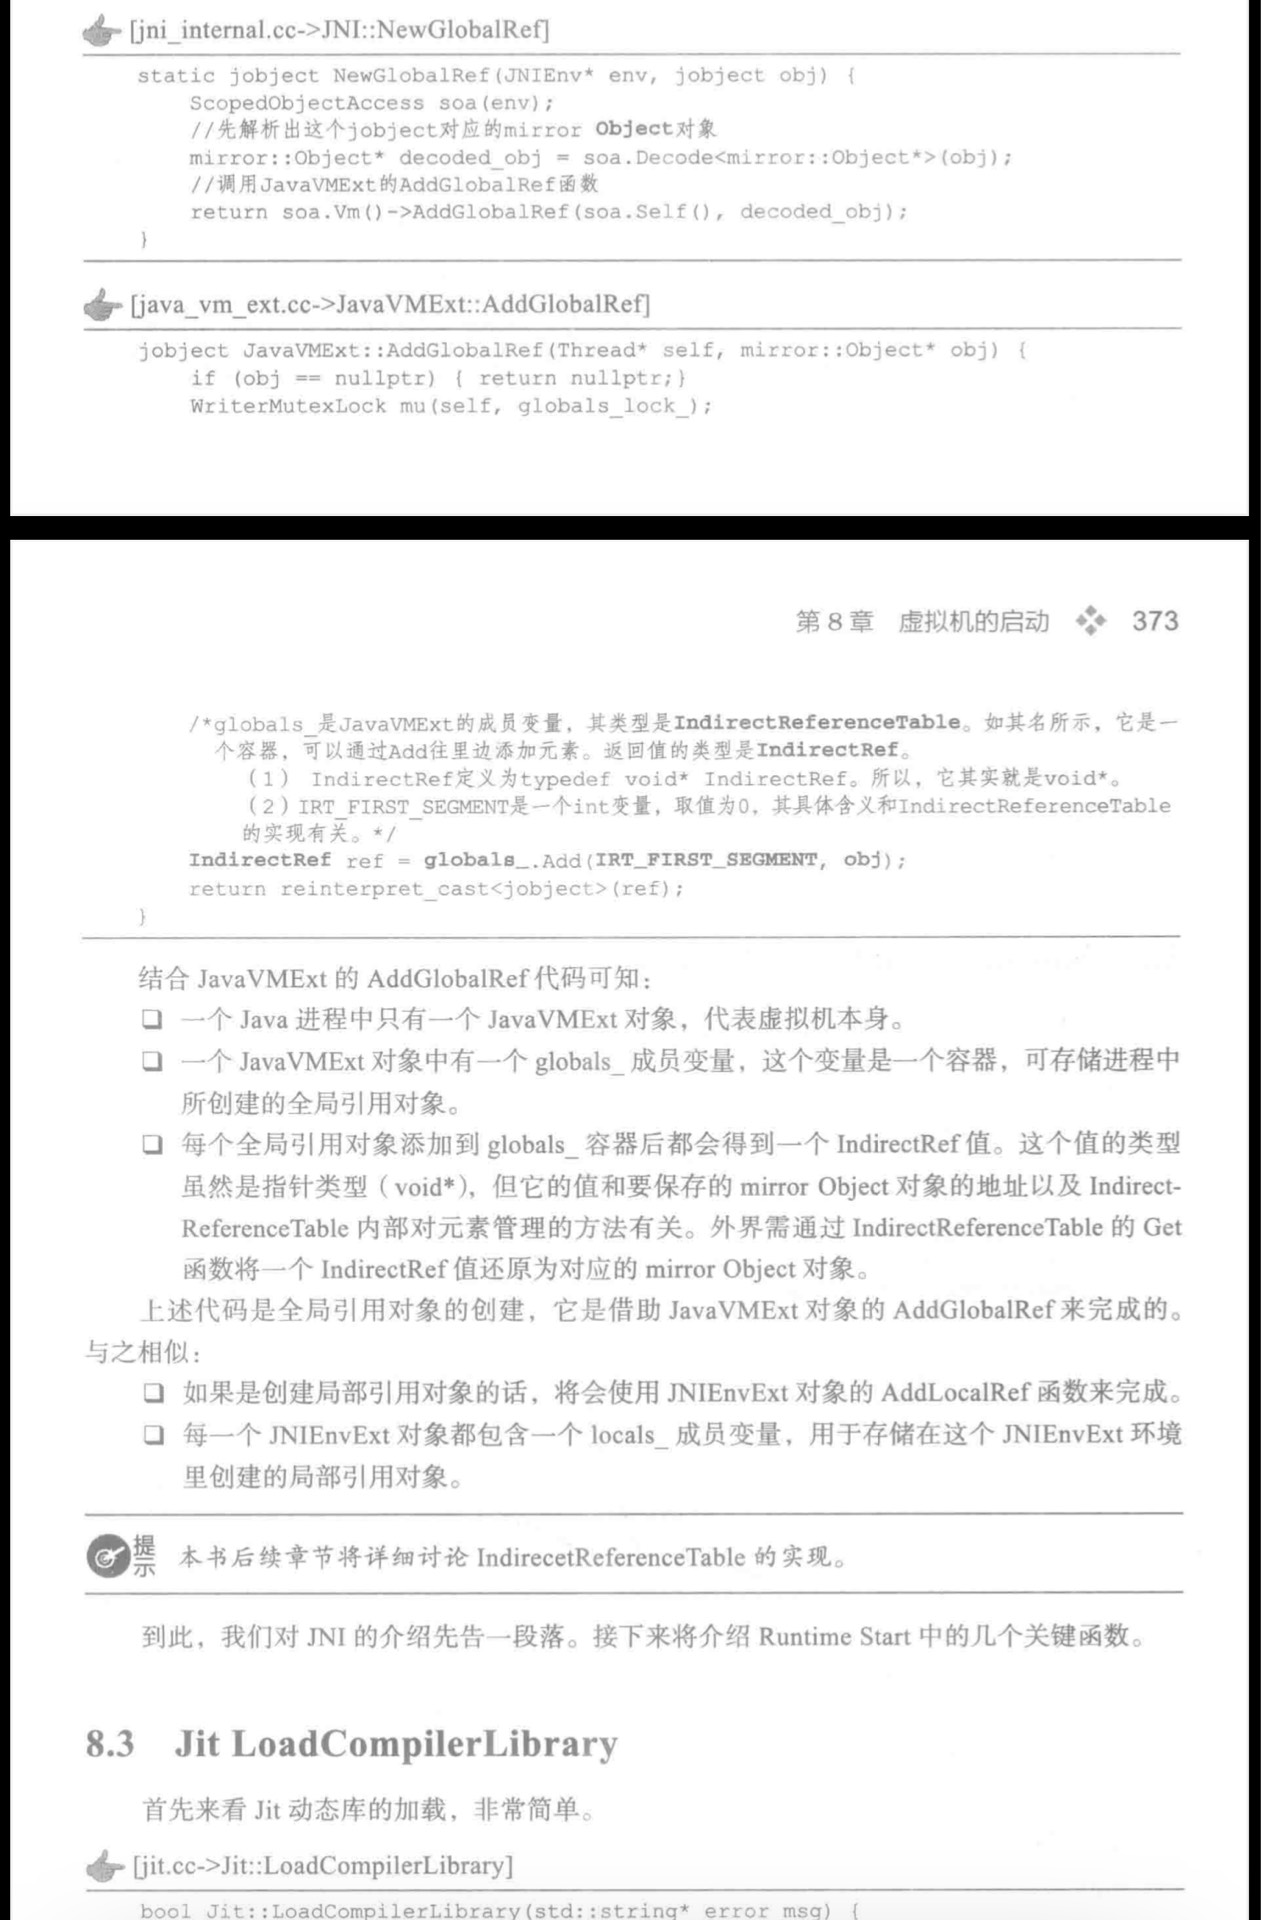 [jni_internal.cc->JNI::NewGlobalRef]
static jobject NewGlobalRef(JNIEnv* env, jobject obj) {
    ScopedObjectAccess soa(env);
    //先解析出这个jobject对应的mirror Object对象
    mirror::Object* decoded_obj = soa.Decode<mirror::Object*>(obj);
    //调用JavaVMExt的AddGlobalRef函数
    return soa.Vm()->AddGlobalRef(soa.Self(), decoded_obj);
}
[java_vm_ext.cc->JavaVMExt::AddGlobalRef]
jobject JavaVMExt::AddGlobalRef(Thread* self, mirror::Object* obj) {
    if (obj == nullptr) { return nullptr;}
    WriterMutexLock mu(self, globals_lock_);
第 8 章 虚拟机的启动 373
/*globals_是JavaVMExt的成员变量，其类型是IndirectReferenceTable。如其名所示，它是一
个容器，可以通过Add往里边添加元素。返回值的类型是IndirectRef。
（1） IndirectRef定义为typedef void* IndirectRef。所以，它其实就是void*。
（2）IRT_FIRST_SEGMENT是一个int变量，取值为0，其具体含义和IndirectReferenceTable
的实现有关。*/
IndirectRef ref = globals_.Add(IRT_FIRST_SEGMENT, obj);
return reinterpret_cast<jobject>(ref);
}
结合 JavaVMExt 的 AddGlobalRef 代码可知：
❑ 一个 Java 进程中只有一个 JavaVMExt 对象，代表虚拟机本身。
❑ 一个 JavaVMExt 对象中有一个 globals_ 成员变量，这个变量是一个容器，可存储进程中
所创建的全局引用对象。
❑ 每个全局引用对象添加到 globals_ 容器后都会得到一个 IndirectRef 值。这个值的类型
虽然是指针类型（void*），但它的值和要保存的 mirror Object 对象的地址以及 Indirect-
ReferenceTable 内部对元素管理的方法有关。外界需通过 IndirectReferenceTable 的 Get
函数将一个 IndirectRef 值还原为对应的 mirror Object 对象。
上述代码是全局引用对象的创建，它是借助 JavaVMExt 对象的 AddGlobalRef 来完成的。
与之相似：
❑ 如果是创建局部引用对象的话，将会使用 JNIEnvExt 对象的 AddLocalRef 函数来完成。
❑ 每一个 JNIEnvExt 对象都包含一个 locals_ 成员变量，用于存储在这个 JNIEnvExt 环境
里创建的局部引用对象。
提示 本书后续章节将详细讨论 IndirecetReferenceTable 的实现。
到此，我们对 JNI 的介绍先告一段落。接下来将介绍 Runtime Start 中的几个关键函数。
8.3 Jit LoadCompilerLibrary
首先来看 Jit 动态库的加载，非常简单。
[jit.cc->Jit::LoadCompilerLibrary]
bool Jit::LoadCompilerLibrary(std::string* error_msg) {